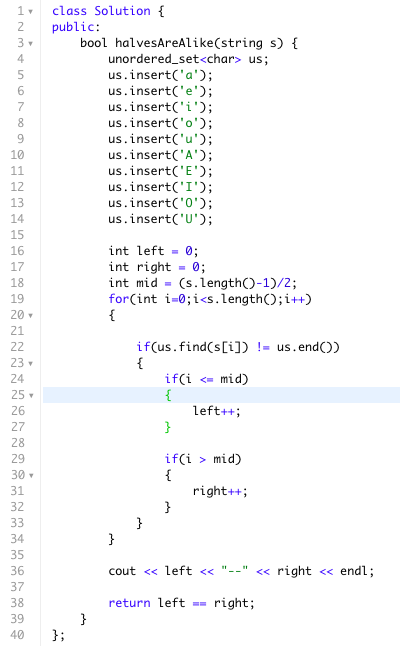 1 class Solution {
2 public:
3     bool halvesAreAlike(string s) {
4         unordered_set<char> us;
5         us.insert('a');
6         us.insert('e');
7         us.insert('i');
8         us.insert('o');
9         us.insert('u');
10         us.insert('A');
11         us.insert('E');
12         us.insert('I');
13         us.insert('O');
14         us.insert('U');
15
16         int left = 0;
17         int right = 0;
18         int mid = (s.length()-1)/2;
19         for(int i=0;i<s.length();i++)
20         {
21
22             if(us.find(s[i]) != us.end())
23             {
24                 if(i <= mid)
25                 {
26                     left++;
27                 }
28
29                 if(i > mid)
30                 {
31                     right++;
32                 }
33             }
34         }
35
36         cout << left << "--" << right << endl;
37
38         return left == right;
39     }
40 };